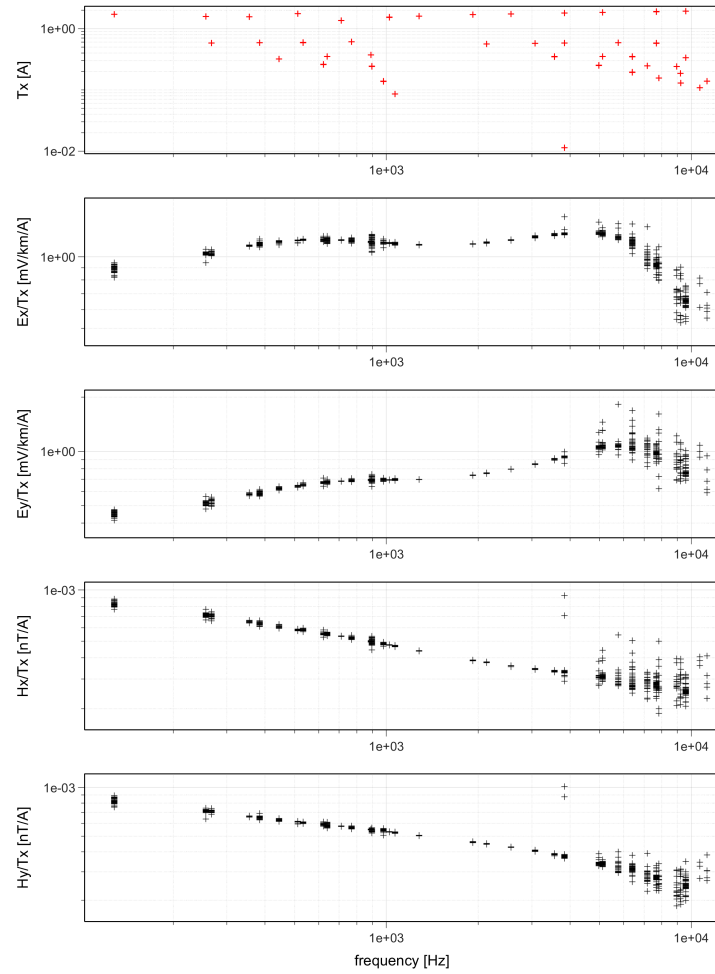 1e+00
Tx [A]
1e-02
1e+03
1e+04
1e+00
Ex/Tx [mV/km/A]
1e+03
1e+04
1e+00
Ey/Tx [mV/km/A]
1e+03
1e+04
1e-03
Hx/Tx [nT/A]
1e+03
1e+04
1e-03
Hy/Tx [nT/A]
1e+03
1e+04
frequency [Hz]